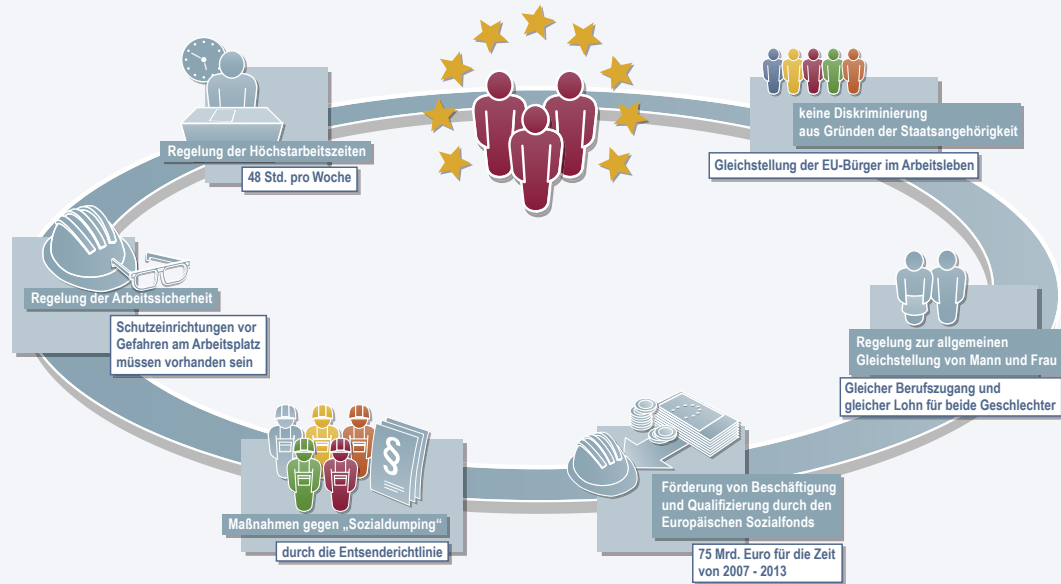 Regelung der Höchstarbeitszeiten
48 Std. pro Woche
keine Diskriminierung
aus Gründen der Staatsangehörigkeit
Gleichstellung der EU-Bürger im Arbeitsleben
Regelung der Arbeitssicherheit
Schutzeinrichtungen vor
Gefahren am Arbeitsplatz
müssen vorhanden sein
Regelung zur allgemeinen
Gleichstellung von Mann und Frau
Gleicher Berufszugang und
gleicher Lohn für beide Geschlechter
§
Maßnahmen gegen „Sozialdumping“
durch die Entsenderichtlinie
Förderung von Beschäftigung
und Qualifizierung durch den
Europäischen Sozialfonds
75 Mrd. Euro für die Zeit
von 2007 - 2013